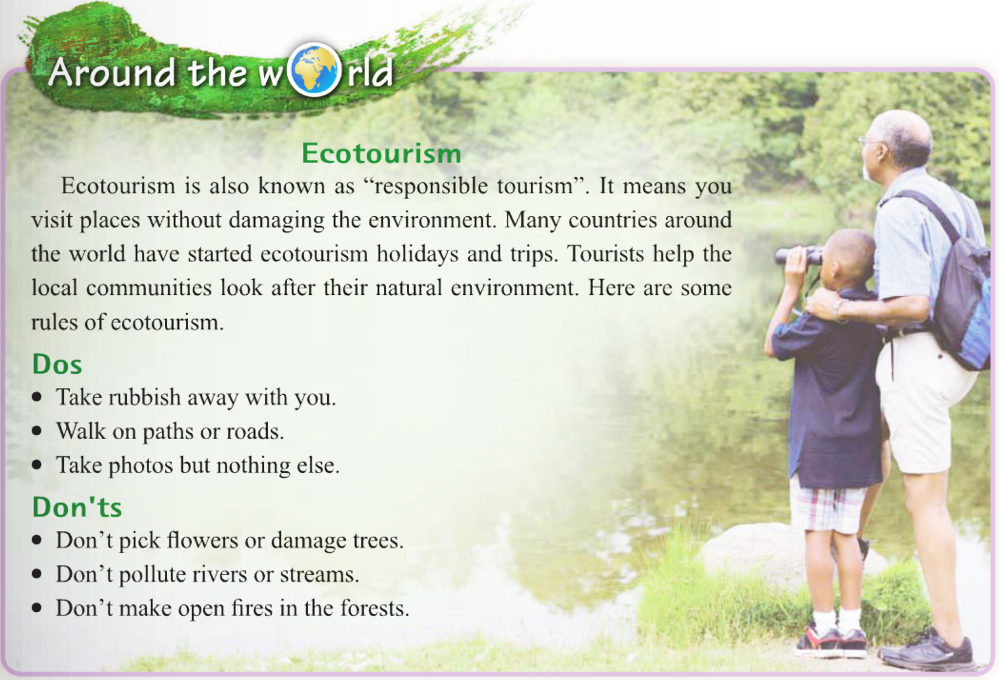 Around the world
Ecotourism
Ecotourism is also known as “responsible tourism”. It means you
visit places without damaging the environment. Many countries around
the world have started ecotourism holidays and trips. Tourists help the
local communities look after their natural environment. Here are some
rules of ecotourism.
Dos
● Take rubbish away with you.
● Walk on paths or roads.
● Take photos but nothing else.
Don'ts
● Don’t pick flowers or damage trees.
● Don’t pollute rivers or streams.
● Don’t make open fires in the forests.